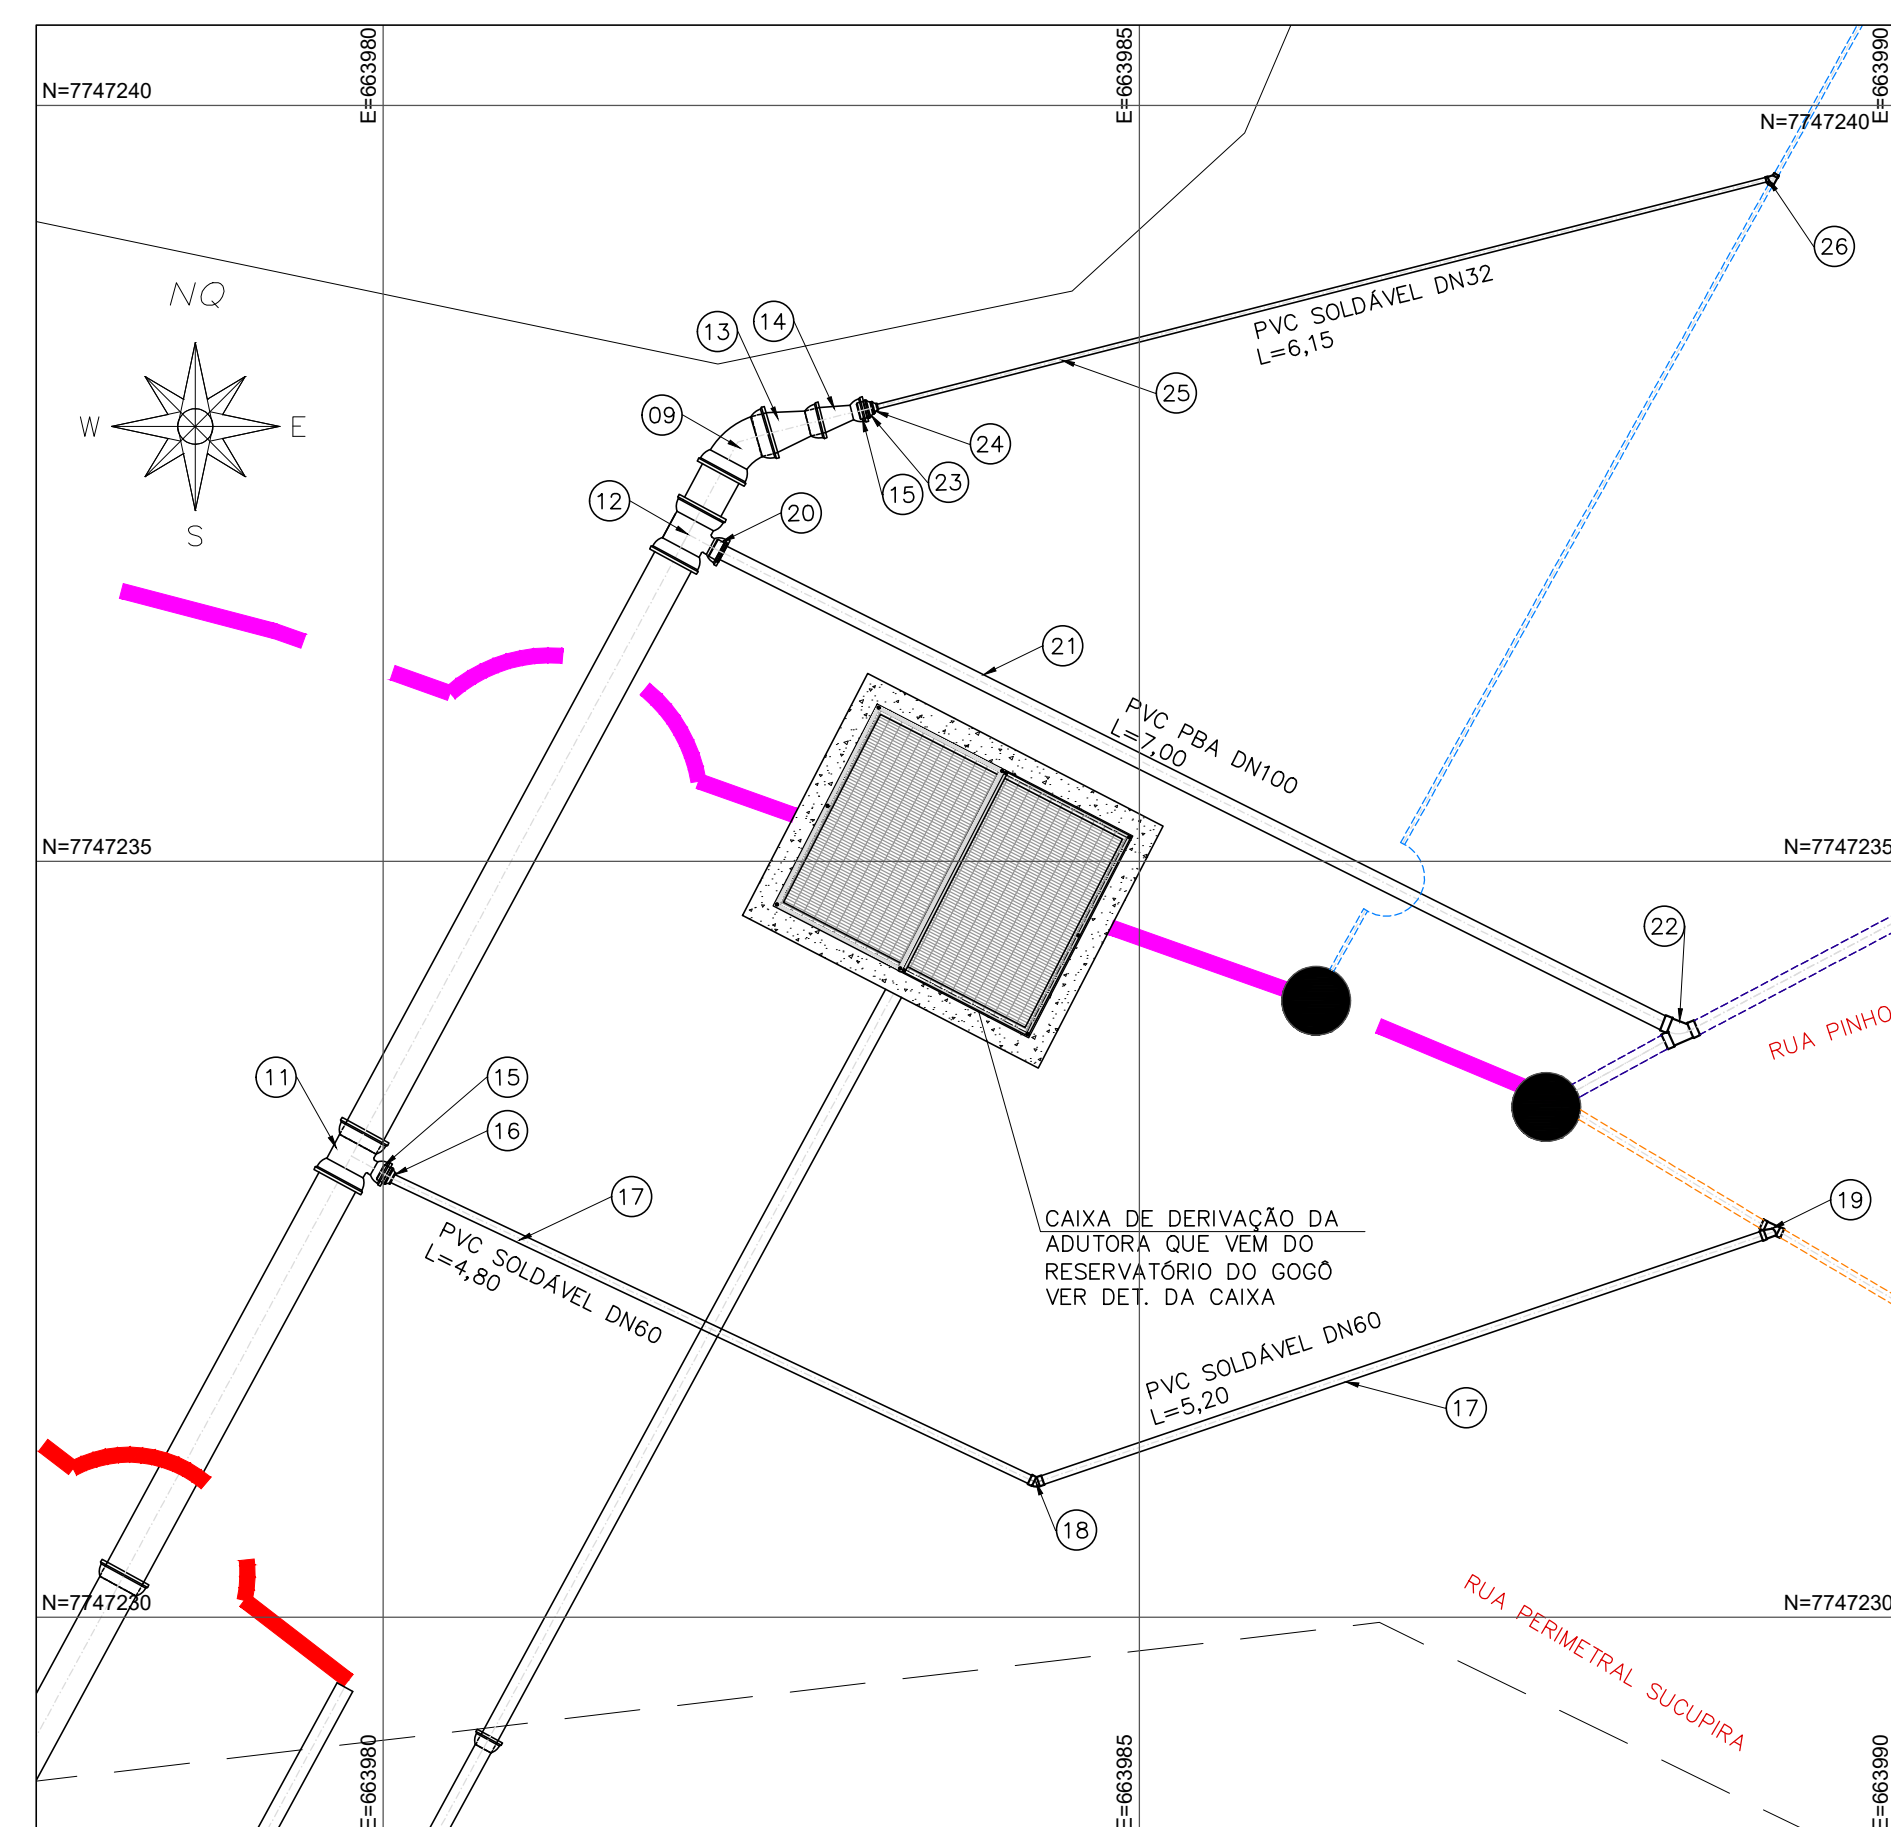 E=663980
E=663985
E=663990
N=7747240
N=7747240
26
NQ
W
E
S
PVC SOLDÁVEL DN32
L=6,15
14
13
25
09
24
23
15
12
20
21
PVC PBA DN100
L=7,00
N=7747235
N=7747235
22
RUA PINHO
11
15
16
17
19
PVC SOLDÁVEL DN60
L=4,80
CAIXA DE DERIVAÇÃO DA
ADUTORA QUE VEM DO
RESERVATÓRIO DO GOGÔ
VER DET. DA CAIXA
PVC SOLDÁVEL DN60
L=5,20
17
18
N=7747230
N=7747230
RUA PERIMETRAL SUCUPIRA
E=663980
E=663985
E=663990